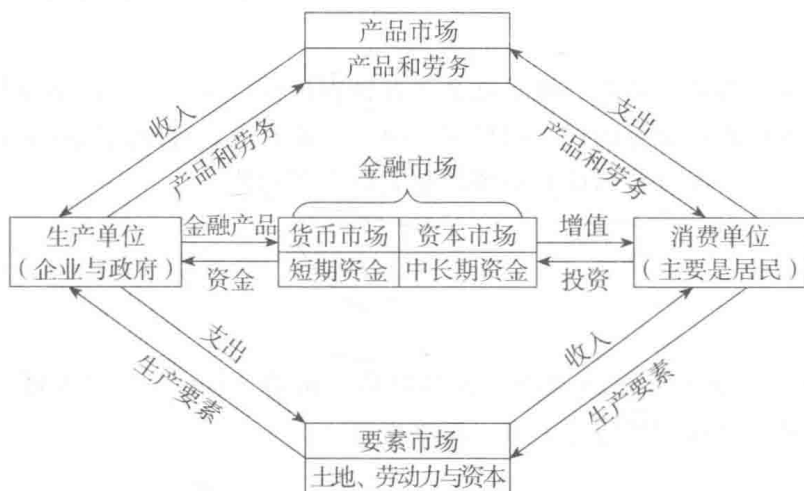 产品市场
产品和劳务
收入
产品和劳务
支出
产品和劳务
金融市场
生产单位
（企业与政府）
金融产品
资金
货币市场
资本市场
短期资金
中长期资金
增值
投资
消费单位
（主要是居民）
支出
生产要素
收入
生产要素
要素市场
土地、劳动力与资本